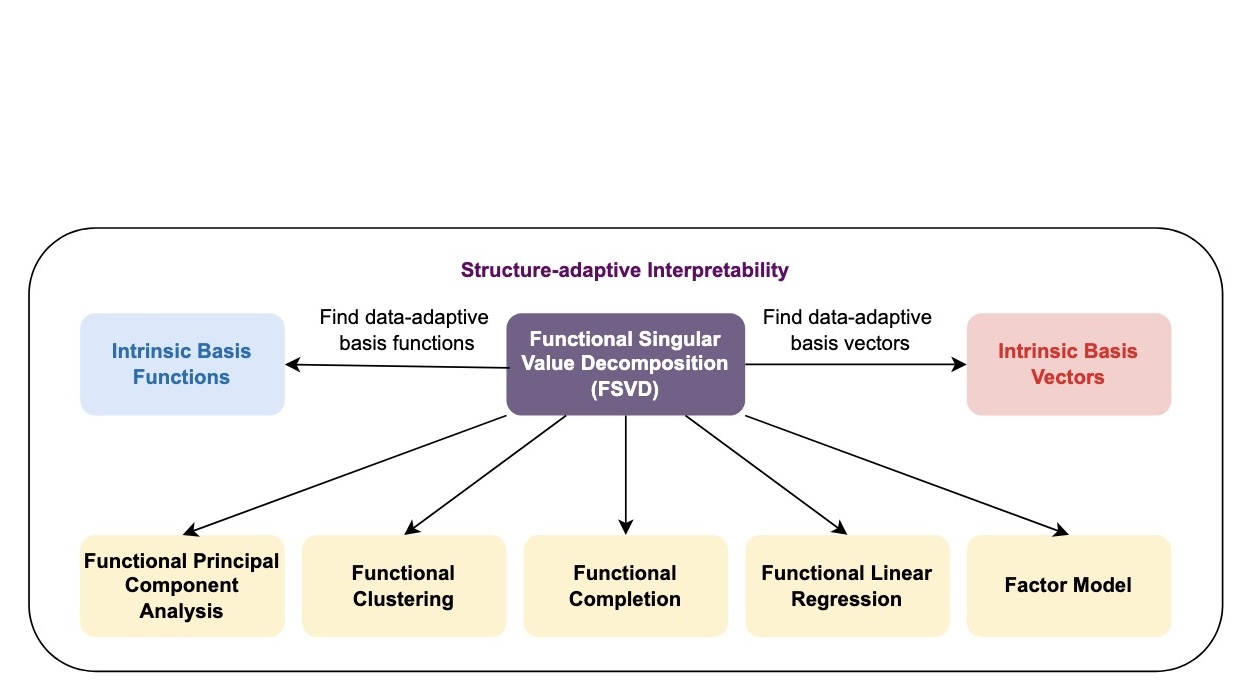 Structure-adaptive Interpretability
Find data-adaptive
basis functions
Find data-adaptive
basis vectors
Intrinsic Basis
Functions
Functional Singular
Value Decomposition
(FSVD)
Intrinsic Basis
Vectors
Functional Principal
Component
Analysis
Functional
Clustering
Functional
Completion
Functional Linear
Regression
Factor Model